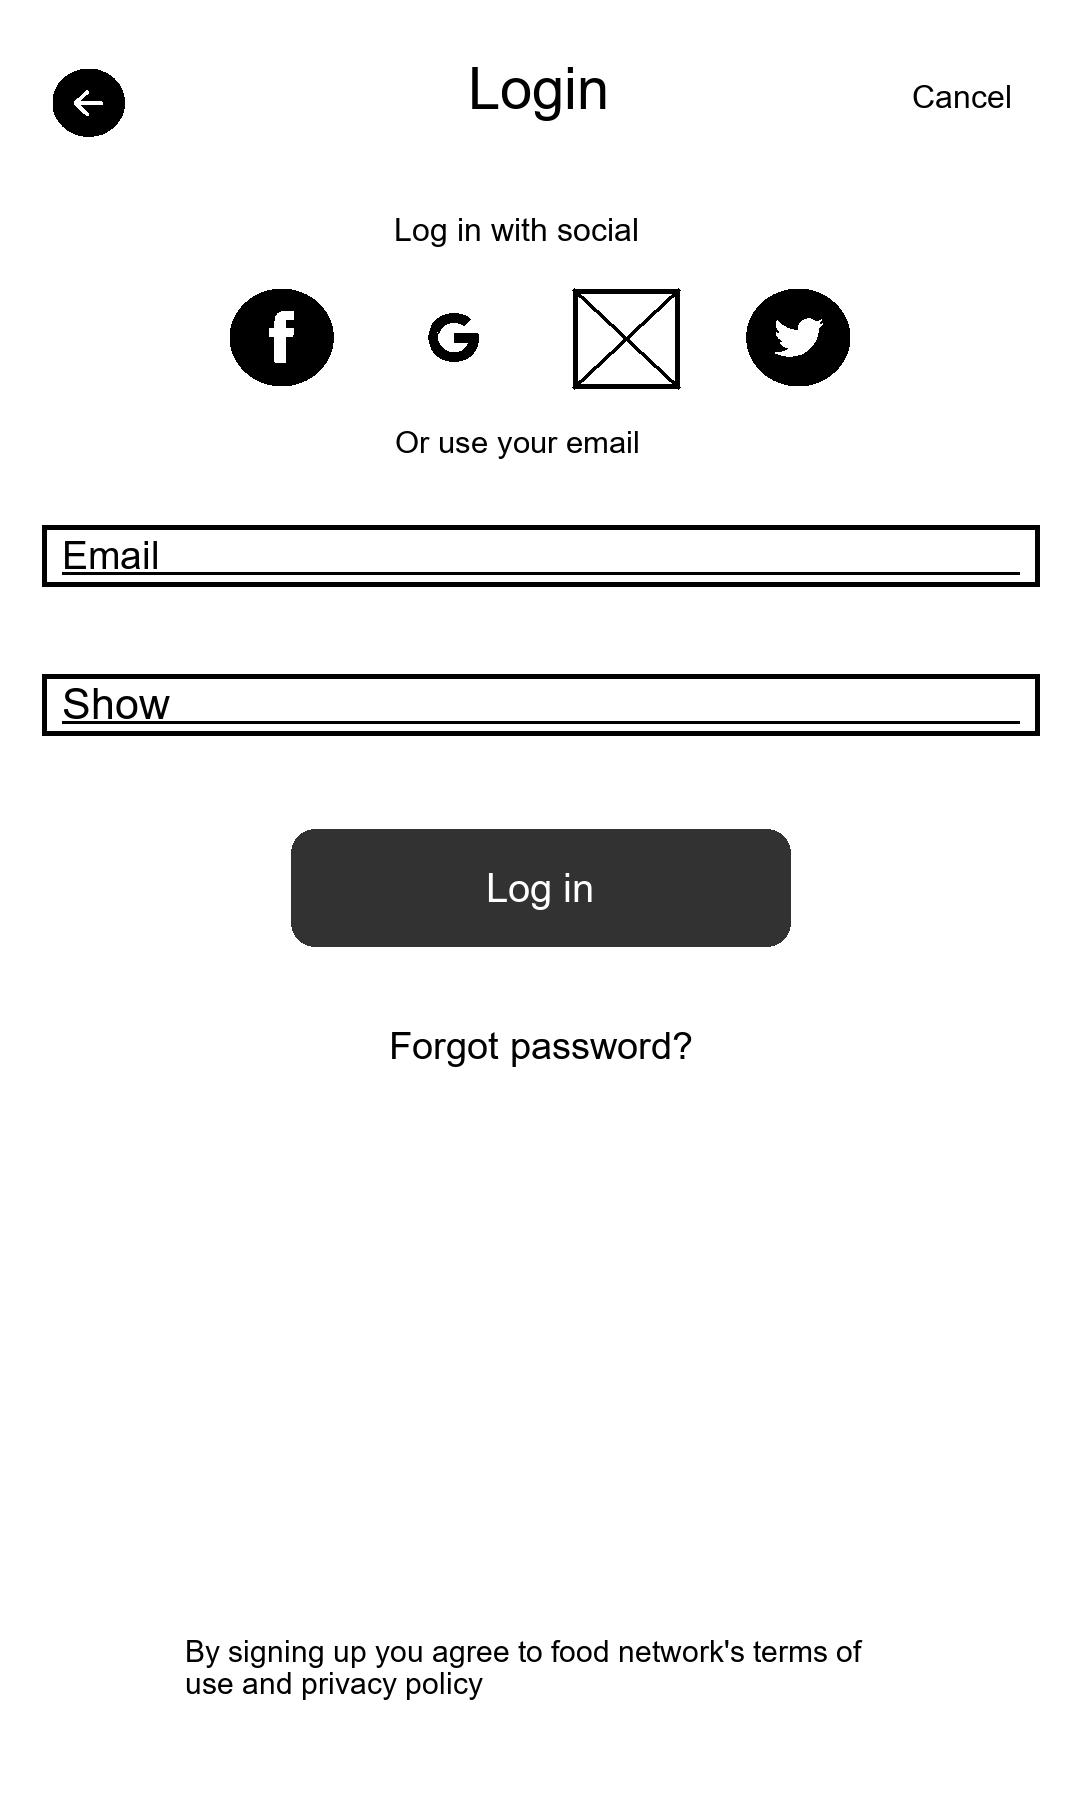 Login
Cancel
Log in with social
Or use your email
Email
Show
Log in
Forgot password?
By signing up you agree to food network's terms of
use and privacy policy